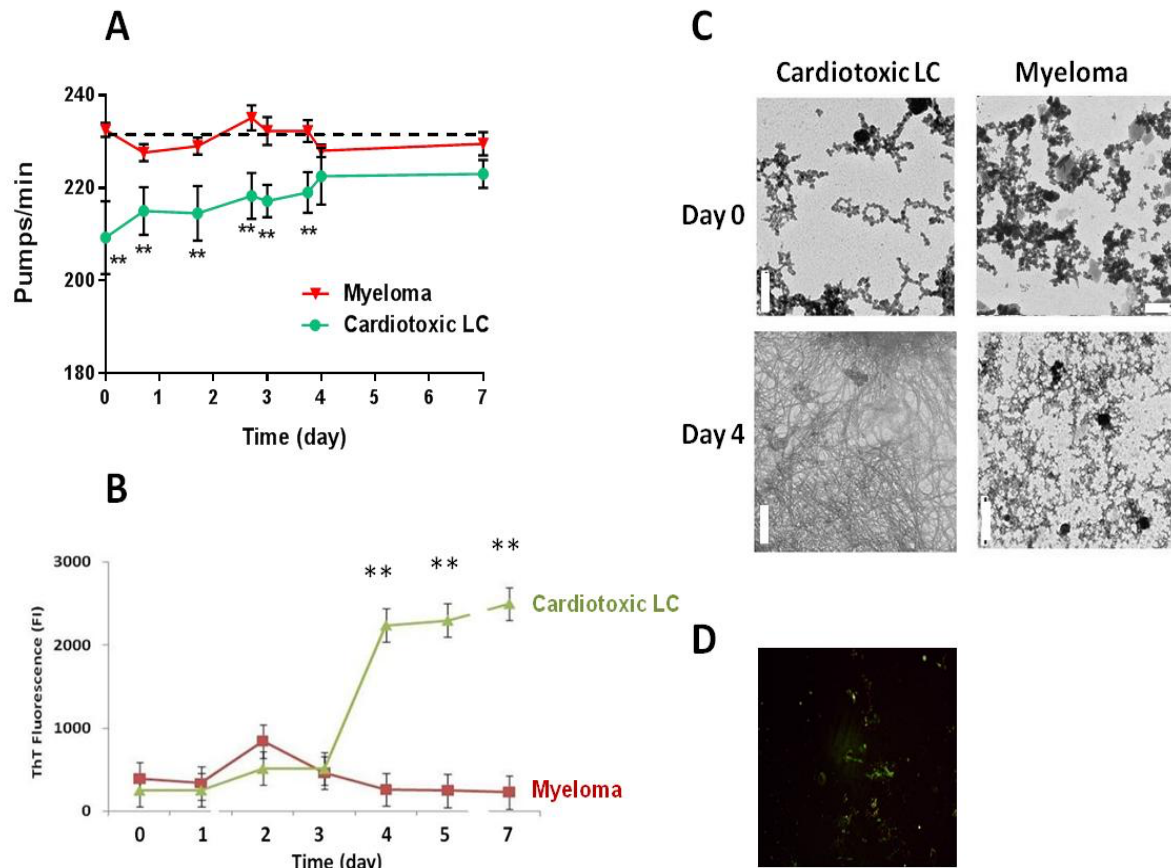 A
240
220
200
180
Pumps/min
**
**
**
**
**
**
Myeloma
Cardiotoxic LC
0 1 2 3 4 5 6 7
Time (day)
B
3000
2000
1000
0
ThT Fluorescence (FI)
**
**
**
Cardiotoxic LC
Myeloma
0 1 2 3 4 5 7
Time (day)
C
Cardiotoxic LC Myeloma
Day 0
Day 4
D